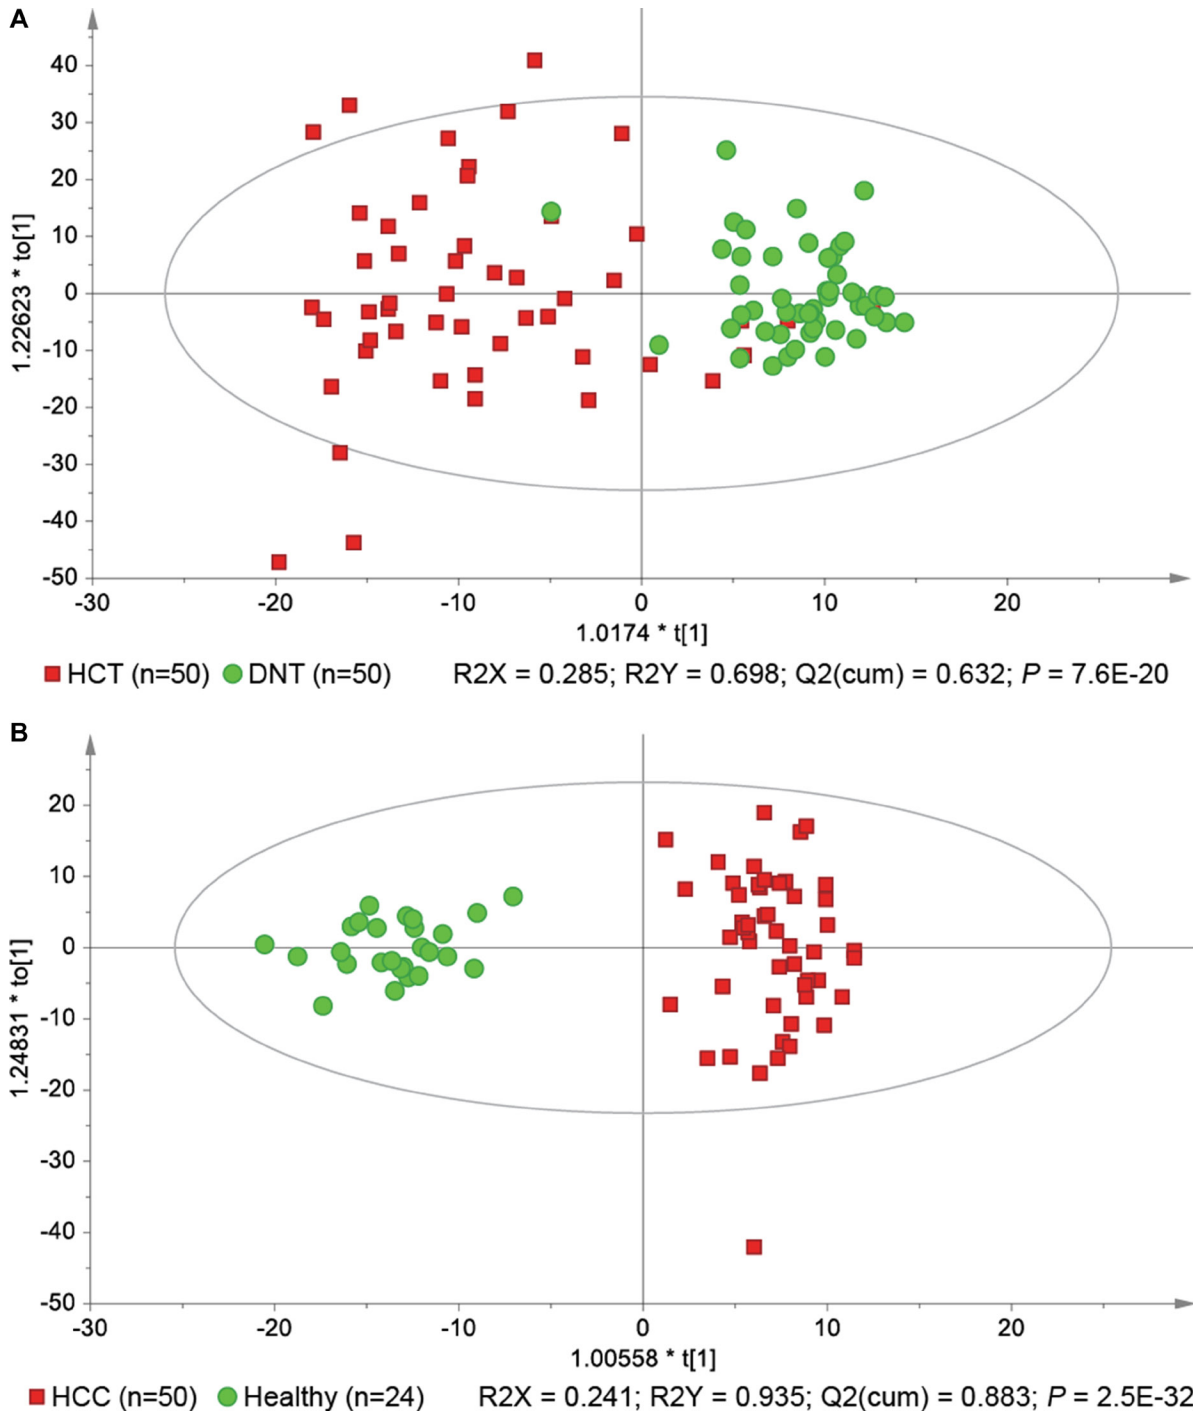 A
40
30
20
10
0
-10
-20
-30
-40
-50
1.22623 * to[1]
-30 -20 -10 0 10 20
1.0174 * t[1]
HCT (n=50) DNT (n=50) R2X = 0.285; R2Y = 0.698; Q2(cum) = 0.632; P = 7.6E-20
B
20
10
0
-10
-20
-30
-40
-50
1.24831 * to[1]
-30 -20 -10 0 10 20
1.00558 * t[1]
HCC (n=50) Healthy (n=24) R2X = 0.241; R2Y = 0.935; Q2(cum) = 0.883; P = 2.5E-32